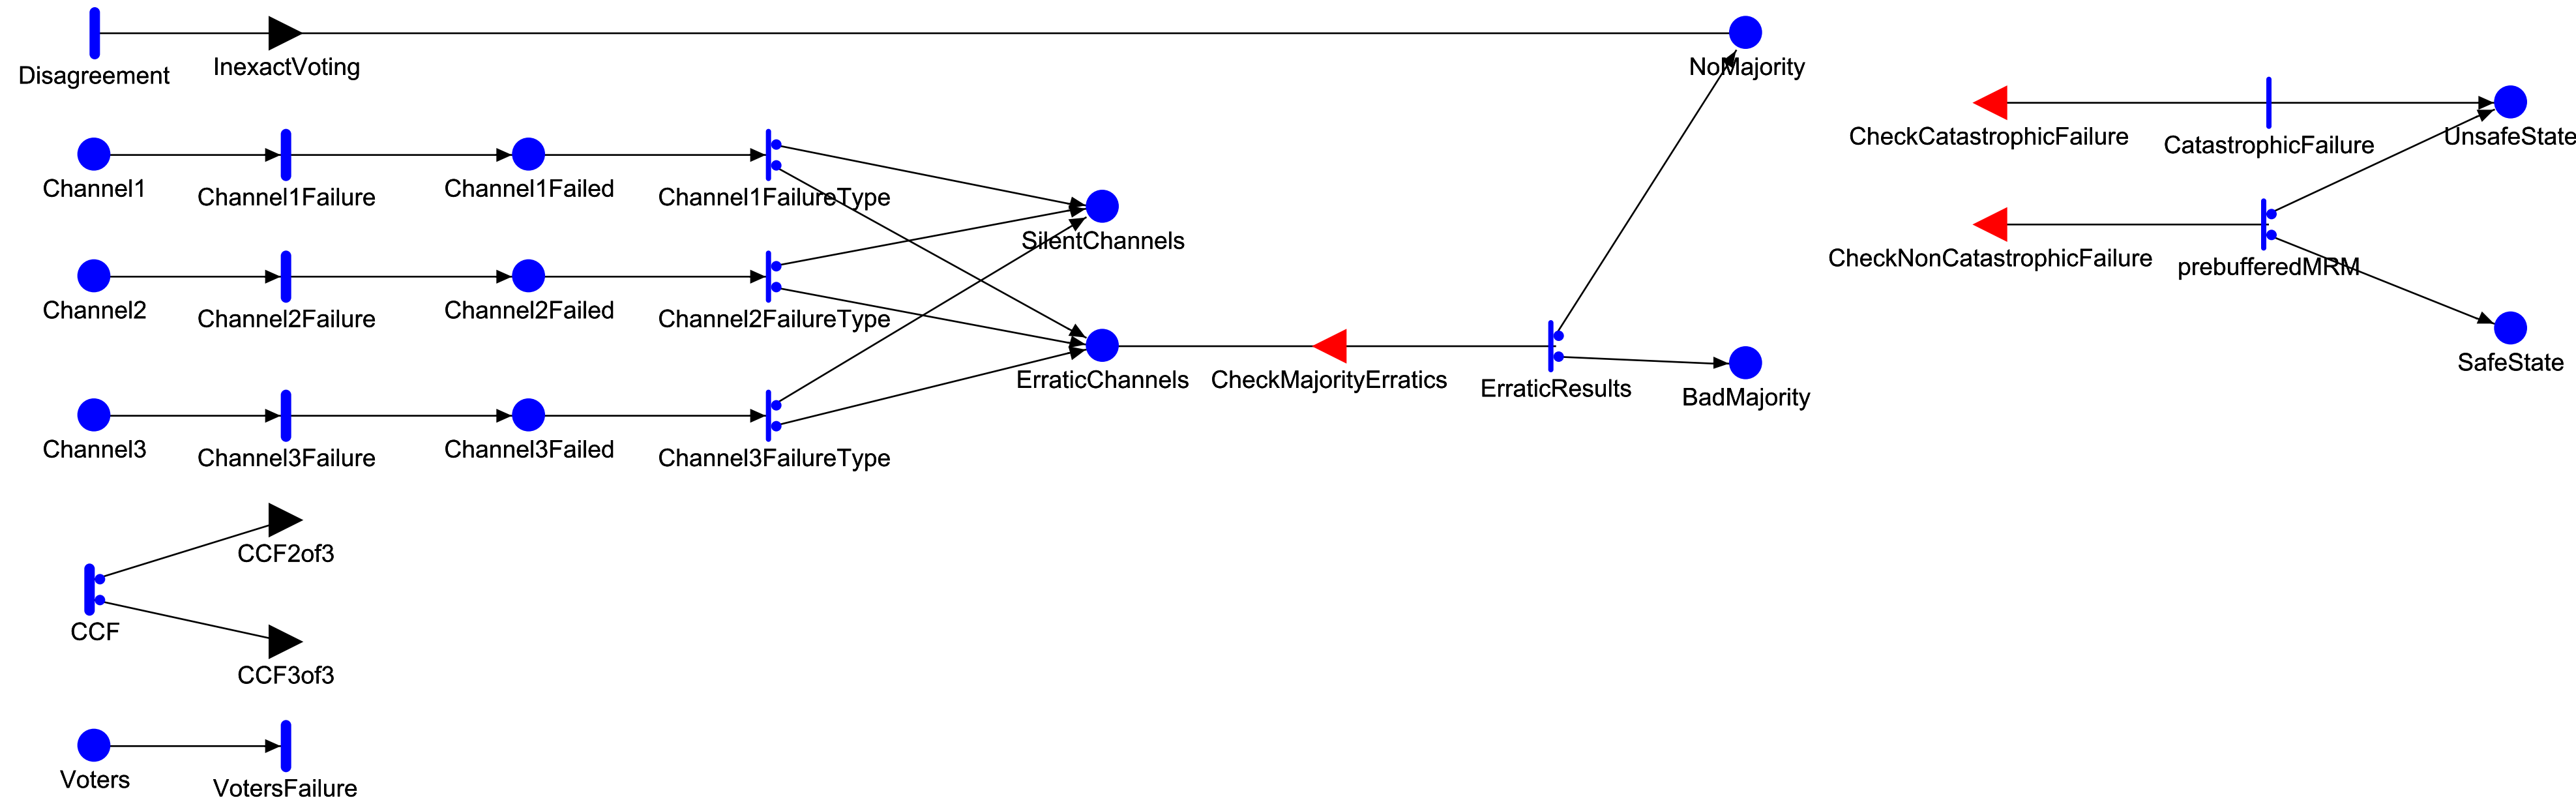 Disagreement
InexactVoting
NoMajority
CheckCatastrophicFailure
CatastrophicFailure
UnsafeState
Channel1
Channel1Failure
Channel1Failed
Channel1FailureType
SilentChannels
CheckNonCatastrophicFailure
prebufferedMRM
Channel2
Channel2Failure
Channel2Failed
Channel2FailureType
ErraticChannels
CheckMajorityErratics
ErraticResults
BadMajority
SafeState
Channel3
Channel3Failure
Channel3Failed
Channel3FailureType
CCF2of3
CCF
CCF3of3
Voters
VotersFailure